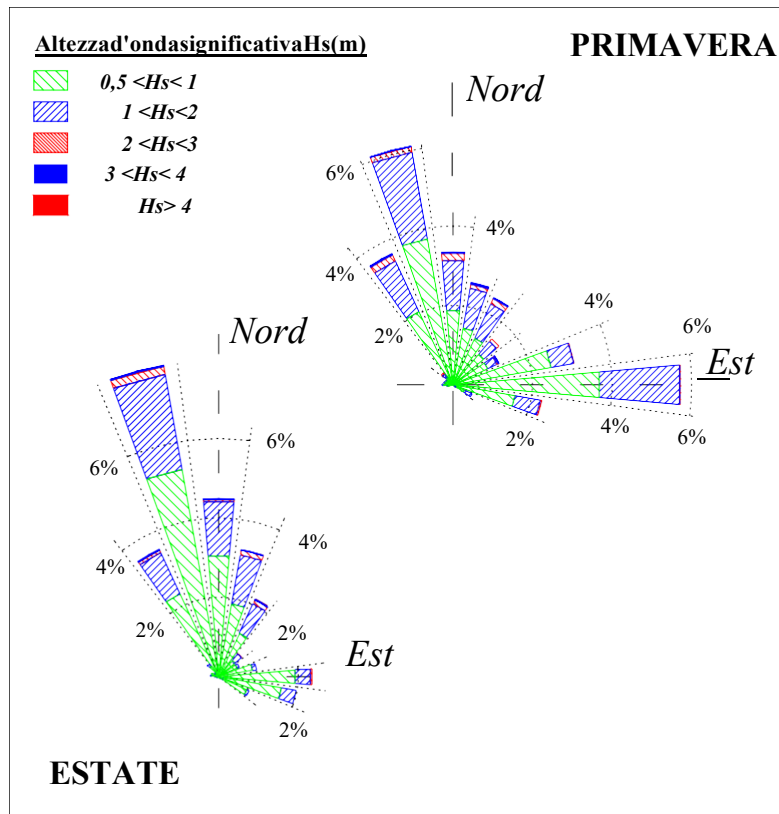 Altezzad'ondasignificativaHs(m)
PRIMAVERA
0,5 <Hs< 1
1 <Hs<2
2 <Hs<3
3 <Hs< 4
Hs> 4
Nord
6%
4%
4%
2%
4%
6%
Est
4%
2%
6%
Nord
6%
6%
4%
4%
2%
2%
Est
2%
ESTATE